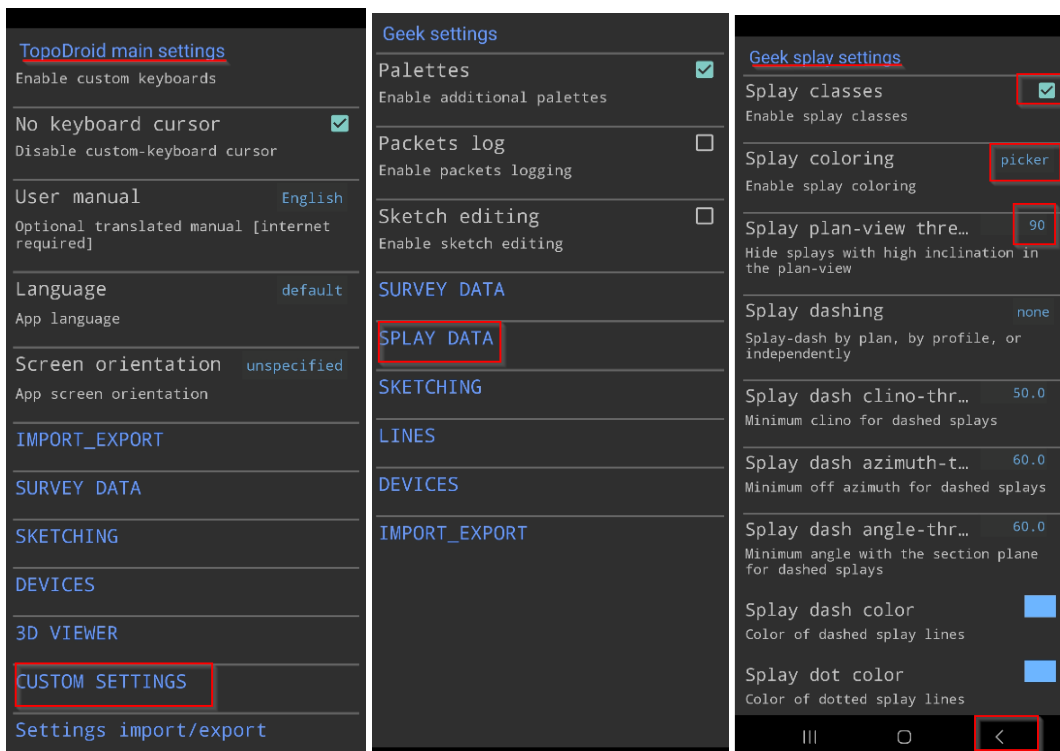 TopoDroid main settings
Enable custom keyboards
No keyboard cursor
Disable custom-keyboard cursor
User manual English
Optional translated manual [internet
required]
Language default
App language
Screen orientation unspecified
App screen orientation
IMPORT_EXPORT
SURVEY DATA
SKETCHING
DEVICES
3D VIEWER
CUSTOM SETTINGS
Settings import/export
Geek settings
Palettes
Enable additional palettes
Packets log
Enable packets logging
Sketch editing
Enable sketch editing
SURVEY DATA
SPLAY DATA
SKETCHING
LINES
DEVICES
IMPORT_EXPORT
Geek splay settings
Splay classes
Enable splay classes
Splay coloring picker
Enable splay coloring
Splay plan-view thre… 90
Hide splays with high inclination in
the plan-view
Splay dashing none
Splay-dash by plan, by profile, or
independently
Splay dash clino-thr… 50.0
Minimum clino for dashed splays
Splay dash azimuth-t… 60.0
Minimum off azimuth for dashed splays
Splay dash angle-thr… 60.0
Minimum angle with the section plane
for dashed splays
Splay dash color
Color of dashed splay lines
Splay dot color
Color of dotted splay lines